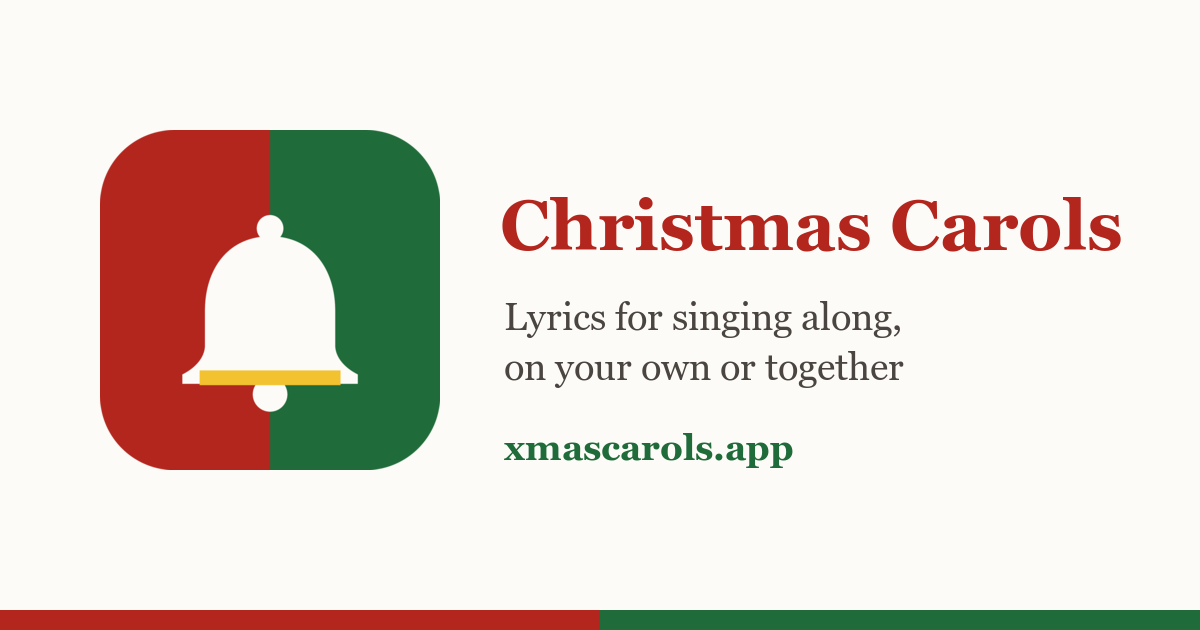 Christmas Carols
Lyrics for singing along,
on your own or together
xmascarols.app